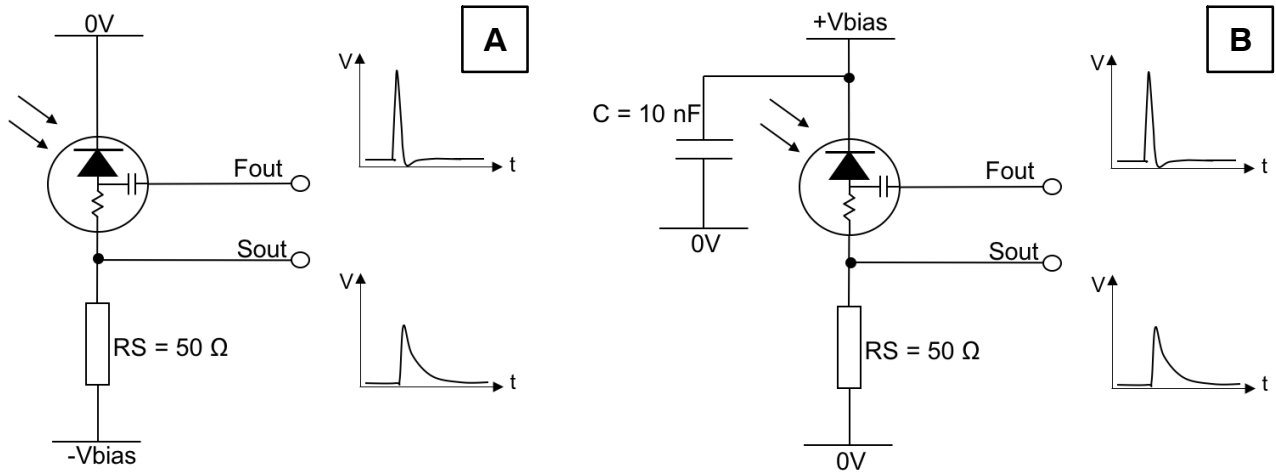 0V
A
V
t
Fout
Sout
V
t
RS = 50 Ω
-Vbias
+Vbias
B
V
t
C = 10 nF
Fout
0V
Sout
V
t
RS = 50 Ω
0V